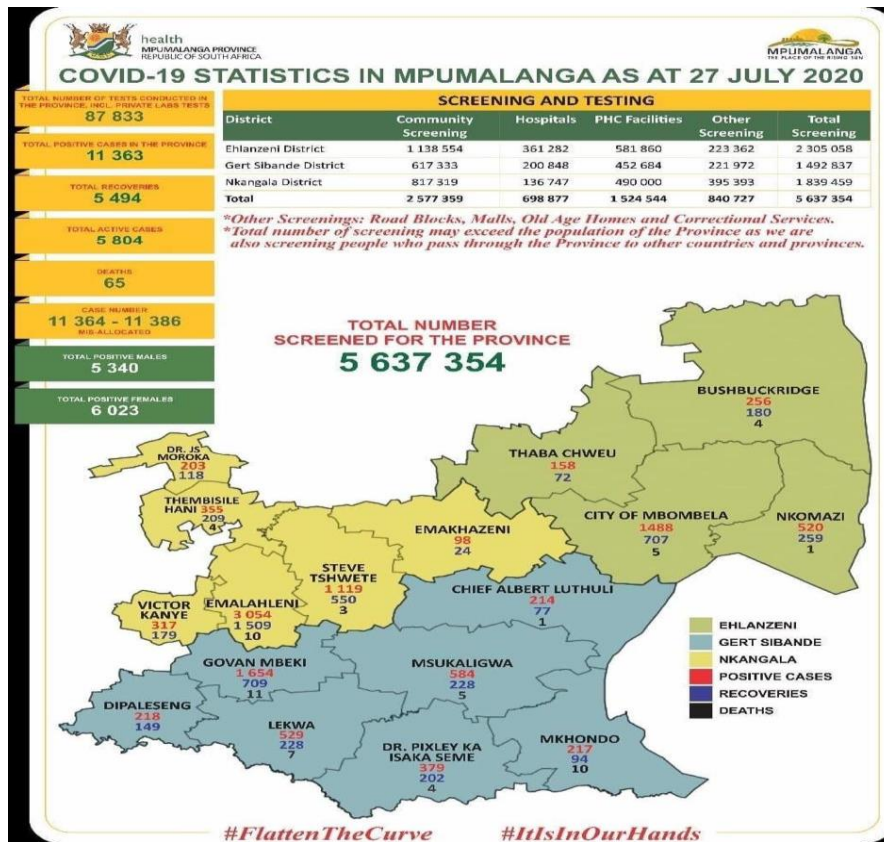 health
MPUMALANGA PROVINCE
REPUBLIC OF SOUTH AFRICA
MPUMALANGA
THE PLACE OF THE RISING SUN
COVID-19 STATISTICS IN MPUMALANGA AS AT 27 JULY 2020
TOTAL NUMBER OF TESTS CONDUCTED IN
THE PROVINCE, INCL. PRIVATE LABS TESTS
87 833
TOTAL POSITIVE CASES IN THE PROVINCE
11 363
TOTAL RECOVERIES
5 494
TOTAL ACTIVE CASES
5 804
DEATHS
65
CASE NUMBER
11 364 - 11 386
MIS-ALLOCATED
TOTAL POSITIVE MALES
5 340
TOTAL POSITIVE FEMALES
6 023
SCREENING AND TESTING
District Community Screening Hospitals PHC Facilities Other Screening Total Screening
Ehlanzeni District 1 138 554 361 282 581 860 223 362 2 305 058
Gert Sibande District 617 333 200 848 452 684 221 972 1 492 837
Nkangala District 817 319 136 747 490 000 395 393 1 839 459
Total 2 577 359 698 877 1 524 544 840 727 5 637 354
*Other Screenings: Road Blocks, Malls, Old Age Homes and Correctional Services.
*Total number of screening may exceed the population of the Province as we are
also screening people who pass through the Province to other countries and provinces.
TOTAL NUMBER
SCREENED FOR THE PROVINCE
5 637 354
BUSHBUCKRIDGE
256
180
4
THABA CHWEU
158
72
CITY OF MBOMBELA
1488
707
5
NKOMAZI
520
259
1
DR. JS
MOROKA
203
118
THEMBISILE
HANI 355
209
4
EMAKHAZENI
98
24
STEVE
TSHWETE
1 119
550
3
VICTOR
KANYE
317
179
EMALAHLENI
3 054
1 509
10
CHIEF ALBERT LUTHULI
214
77
1
GOVAN MBEKI
1 654
709
11
MSUKALIGWA
584
228
5
DIPALESENG
218
149
LEKWA
529
228
7
DR. PIXLEY KA
ISAKA SEME
379
202
4
MKHONDO
217
94
10
EHLANZENI
GERT SIBANDE
NKANGALA
POSITIVE CASES
RECOVERIES
DEATHS
#FlattenTheCurve #ItIsInOurHands